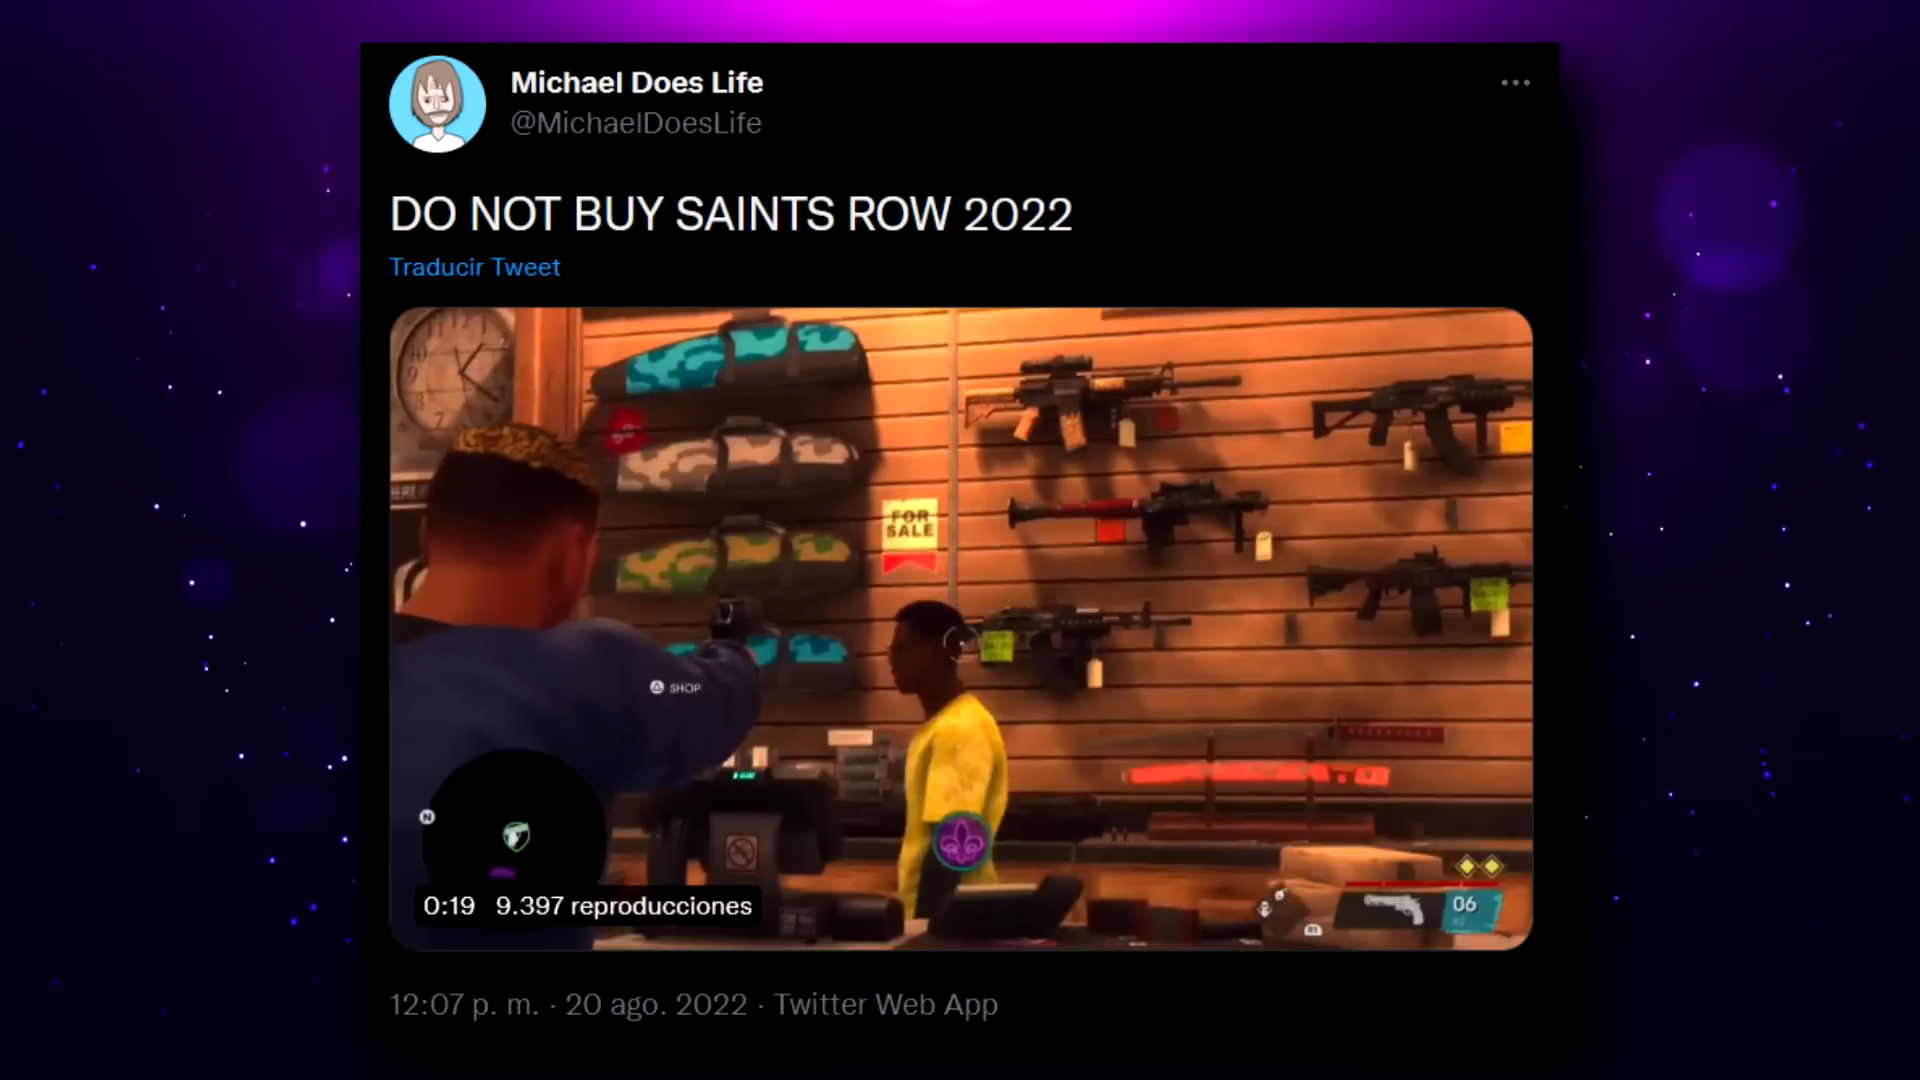 Michael Does Life
@MichaelDoesLife
DO NOT BUY SAINTS ROW 2022
Traducir Tweet
FOR
SALE
SHOP
N
0:19 9.397 reproducciones
06
R1
12:07 p. m. · 20 ago. 2022 · Twitter Web App